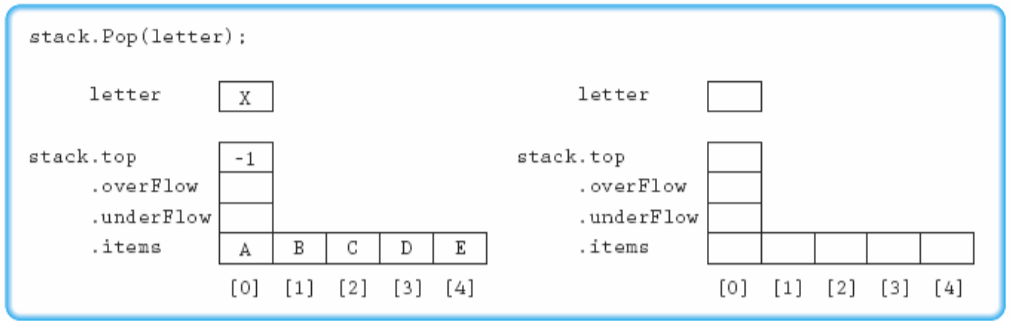 stack.Pop(letter);
letter X letter
stack.top -1 stack.top
.overFlow .overFlow
.underFlow .underFlow
.items A B C D E .items
[0] [1] [2] [3] [4] [0] [1] [2] [3] [4]